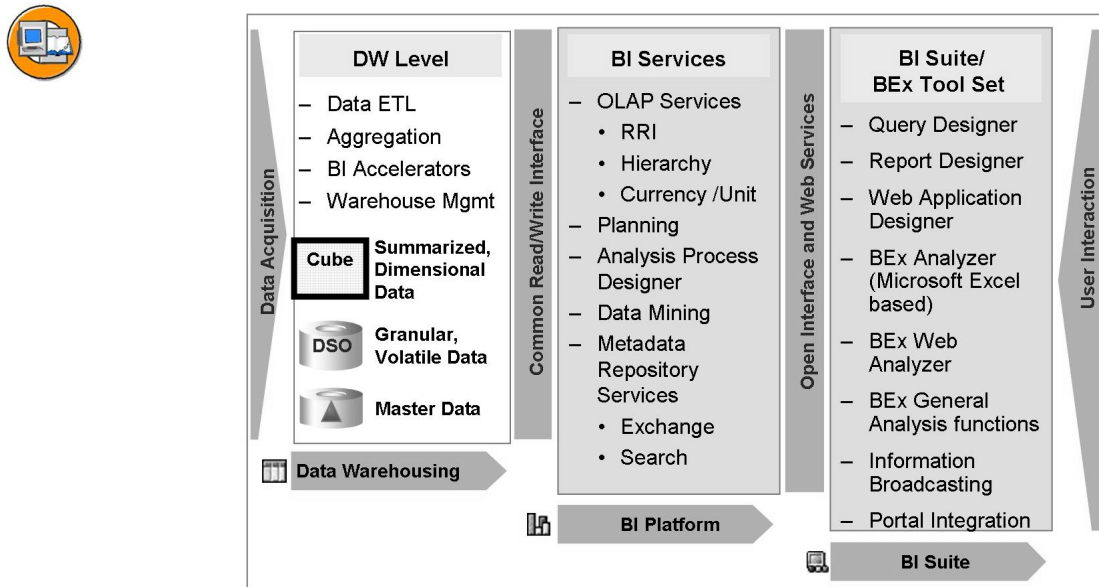 Data Acquisition
DW Level
– Data ETL
– Aggregation
– BI Accelerators
– Warehouse Mgmt
Cube
Summarized,
Dimensional
Data
DSO
Granular,
Volatile Data
Master Data
Data Warehousing
Common Read/Write Interface
BI Services
– OLAP Services
• RRI
• Hierarchy
• Currency /Unit
– Planning
– Analysis Process
Designer
– Data Mining
– Metadata
Repository
Services
• Exchange
• Search
BI Platform
Open Interface and Web Services
BI Suite/
BEx Tool Set
– Query Designer
– Report Designer
– Web Application
Designer
– BEx Analyzer
(Microsoft Excel
based)
– BEx Web
Analyzer
– BEx General
Analysis functions
– Information
Broadcasting
– Portal Integration
BI Suite
User Interaction